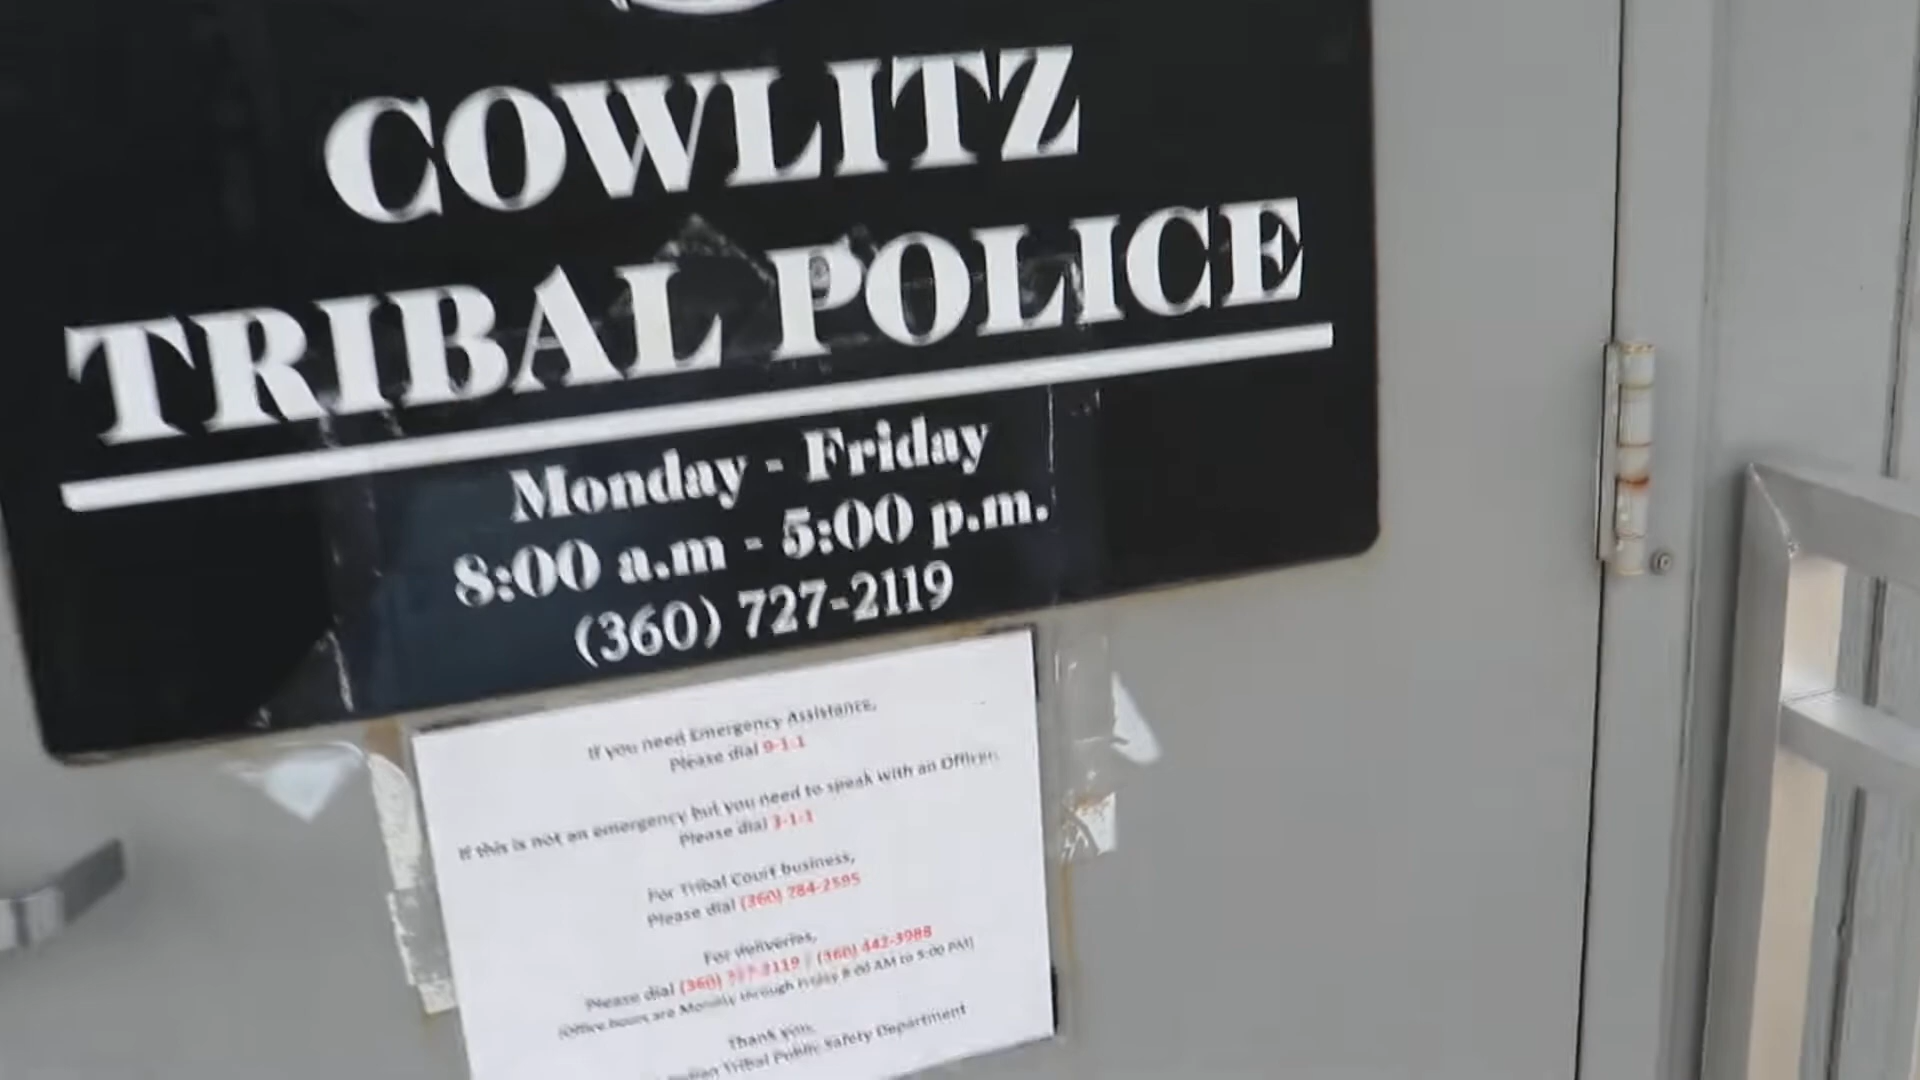 COWLITZ
TRIBAL POLICE
Monday - Friday
8:00 a.m - 5:00 p.m.
(360) 727-2119
If you need Emergency Assistance,
Please dial 9-1-1
If this is not an emergency but you need to speak with an Officer,
Please dial 3-1-1
For Tribal Court business,
Please dial (360) 784-2595
For deliveries,
Please dial (360) 727-2119 / (360) 442-3988
(Office hours are Monday through Friday 8:00 AM to 5:00 PM)
Thank you,
Tribal Public Safety Department